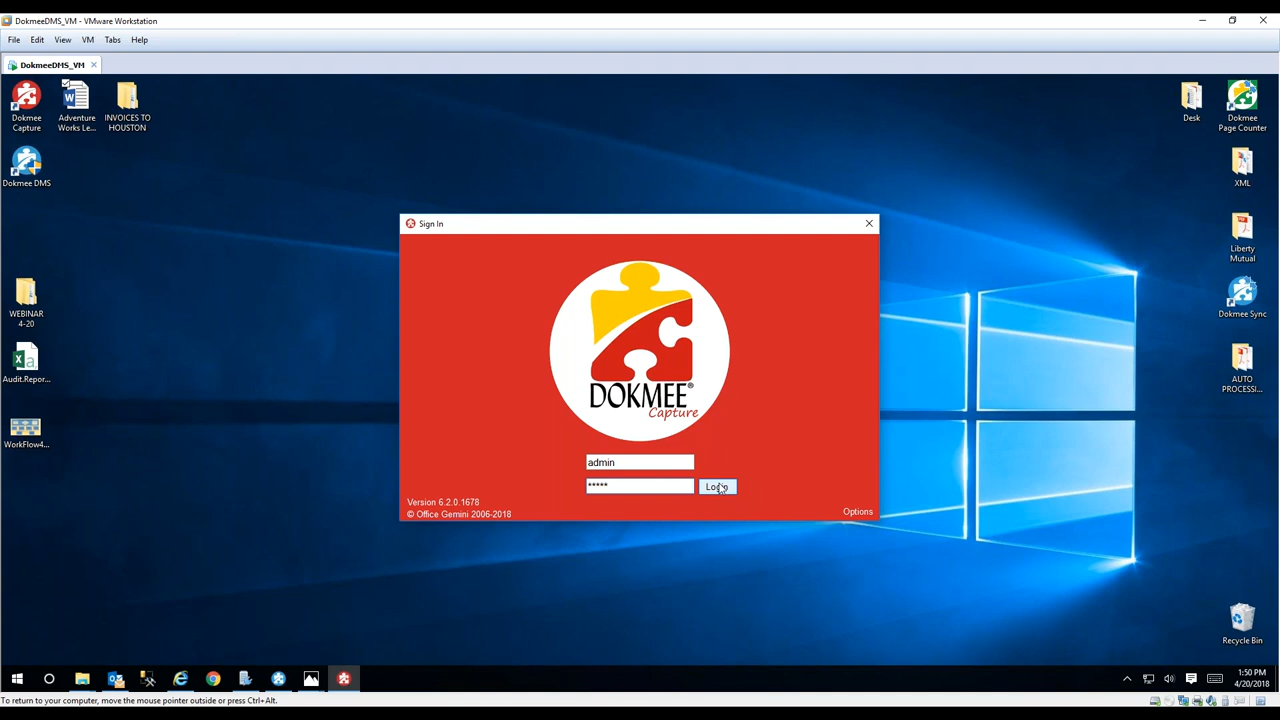 DokmeeDMS_VM - VMware Workstation
File Edit View VM Tabs Help
DokmeeDMS_VM
Dokmee Capture
Adventure Works Le...
INVOICES TO HOUSTON
Dokmee DMS
WEBINAR 4-20
Audit.Repor...
WorkFlow4...
Desk
Dokmee Page Counter
XML
Liberty Mutual
Dokmee Sync
AUTO PROCESSI...
Recycle Bin
Sign In
DOKMEE®
Capture
admin
*****
Login
Version 6.2.0.1678
© Office Gemini 2006-2018
Options
1:50 PM
4/20/2018
To return to your computer, move the mouse pointer outside or press Ctrl+Alt.